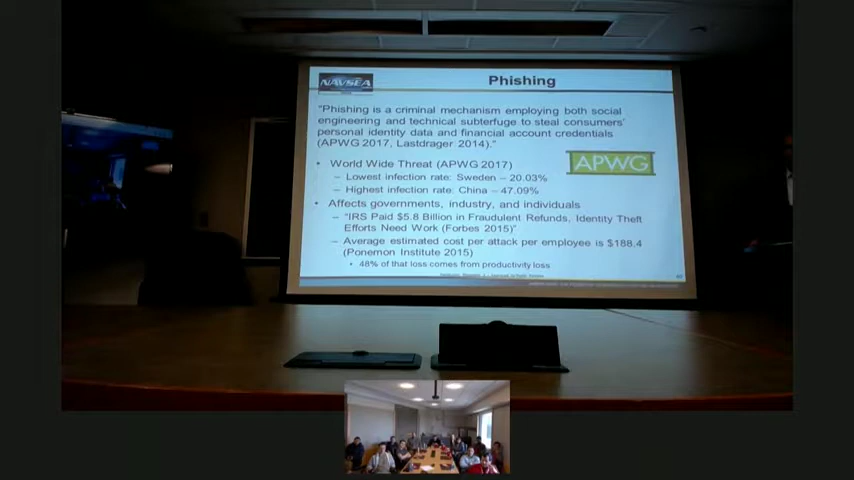 NAVSEA
Phishing
"Phishing is a criminal mechanism employing both social
engineering and technical subterfuge to steal consumers'
personal identity data and financial account credentials
(APWG 2017, Lastdrager 2014)."
APWG
• World Wide Threat (APWG 2017)
– Lowest infection rate: Sweden – 20.03%
– Highest infection rate: China – 47.09%
• Affects governments, industry, and individuals
– "IRS Paid $5.8 Billion in Fraudulent Refunds, Identity Theft
Efforts Need Work (Forbes 2015)"
– Average estimated cost per attack per employee is $188.4
(Ponemon Institute 2015)
• 48% of that loss comes from productivity loss